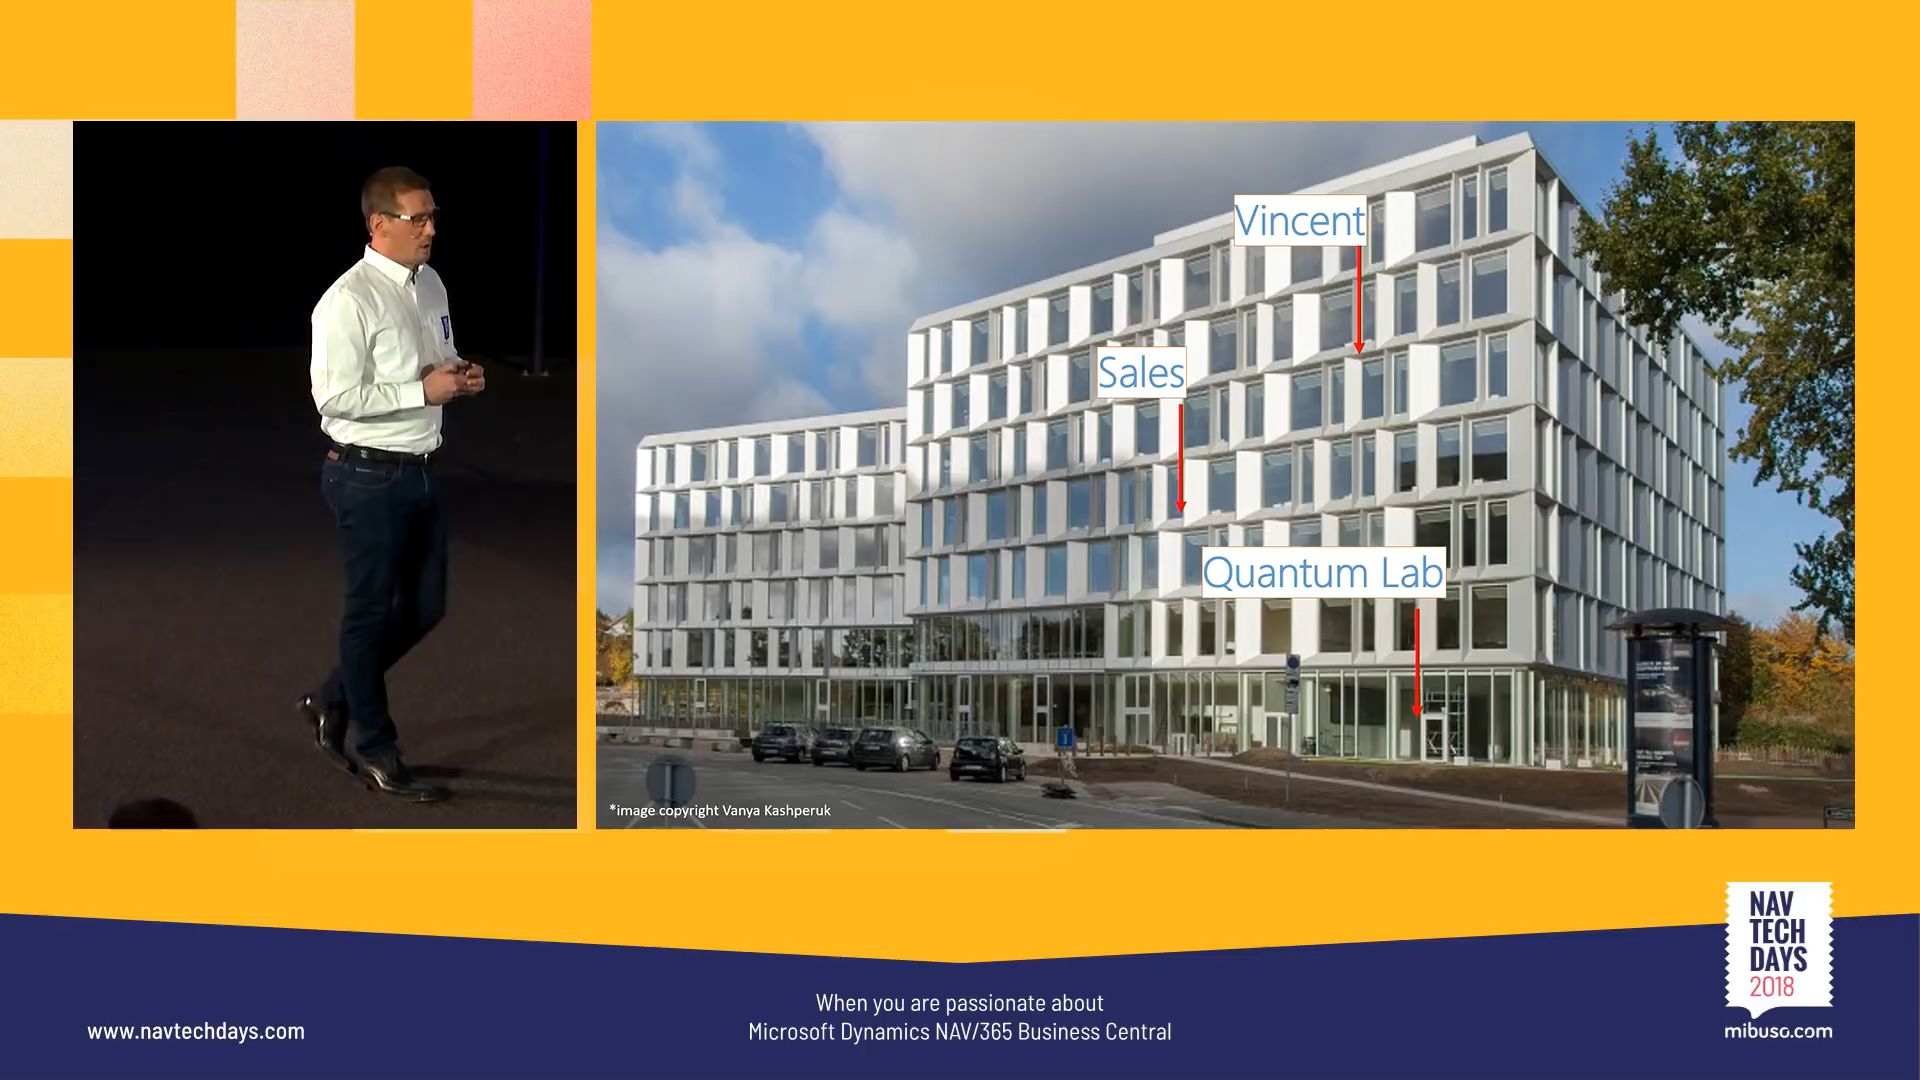 Vincent
Sales
Quantum Lab
*image copyright Vanya Kashperuk
NAV
TECH
DAYS
2018
mibuso.com
When you are passionate about
Microsoft Dynamics NAV/365 Business Central
www.navtechdays.com